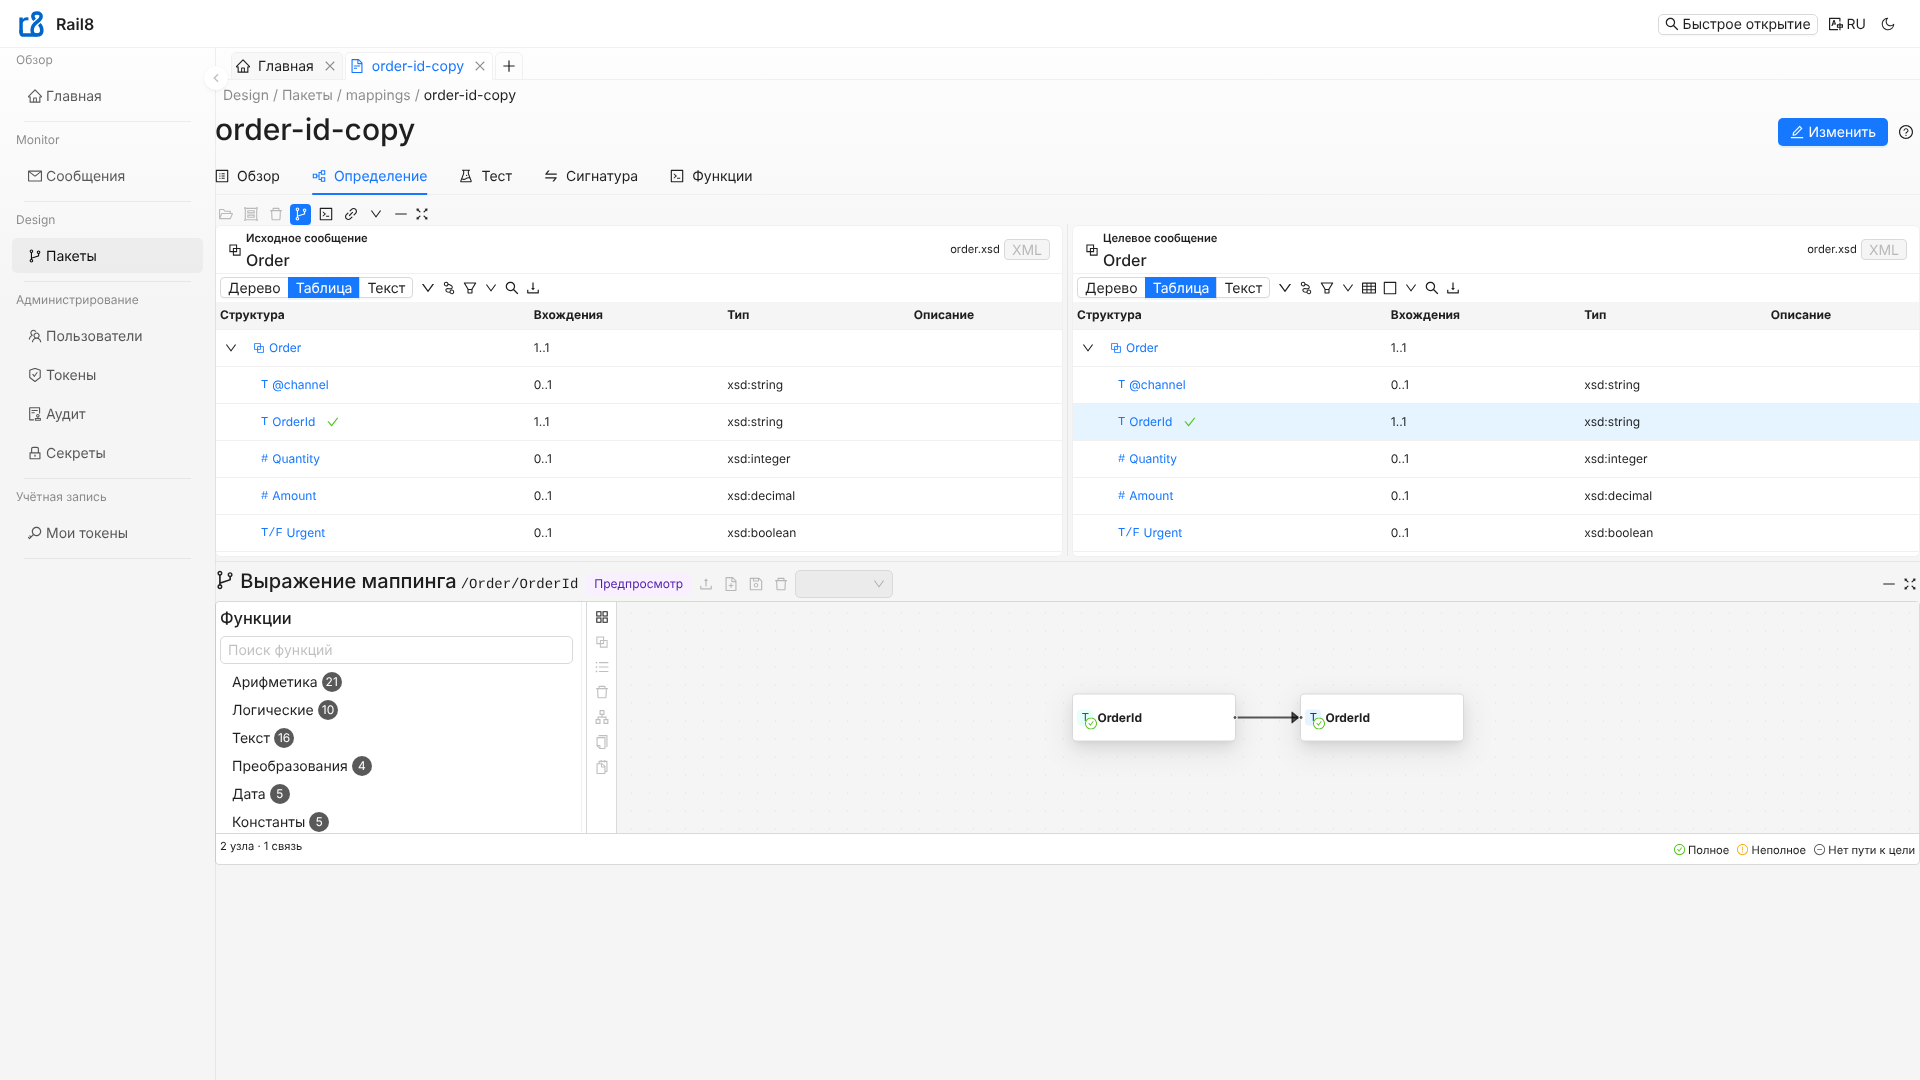 Rail8
Быстрое открытие
RU
Обзор
Главная
Monitor
Сообщения
Design
Пакеты
Администрирование
Пользователи
Токены
Аудит
Секреты
Учётная запись
Мои токены
Главная
order-id-copy
Design / Пакеты / mappings / order-id-copy
order-id-copy
Изменить
Обзор
Определение
Тест
Сигнатура
Функции
Исходное сообщение
Order
order.xsd
XML
Дерево Таблица Текст
Структура Вхождения Тип Описание
Order 1..1
T @channel 0..1 xsd:string
T OrderId 1..1 xsd:string
# Quantity 0..1 xsd:integer
# Amount 0..1 xsd:decimal
T/F Urgent 0..1 xsd:boolean
Целевое сообщение
Order
order.xsd
XML
Дерево Таблица Текст
Структура Вхождения Тип Описание
Order 1..1
T @channel 0..1 xsd:string
T OrderId 1..1 xsd:string
# Quantity 0..1 xsd:integer
# Amount 0..1 xsd:decimal
T/F Urgent 0..1 xsd:boolean
Выражение маппинга /Order/OrderId Предпросмотр
Функции
Поиск функций
Арифметика 21
Логические 10
Текст 16
Преобразования 4
Дата 5
Константы 5
T OrderId
T OrderId
2 узла · 1 связь
Полное Неполное Нет пути к цели